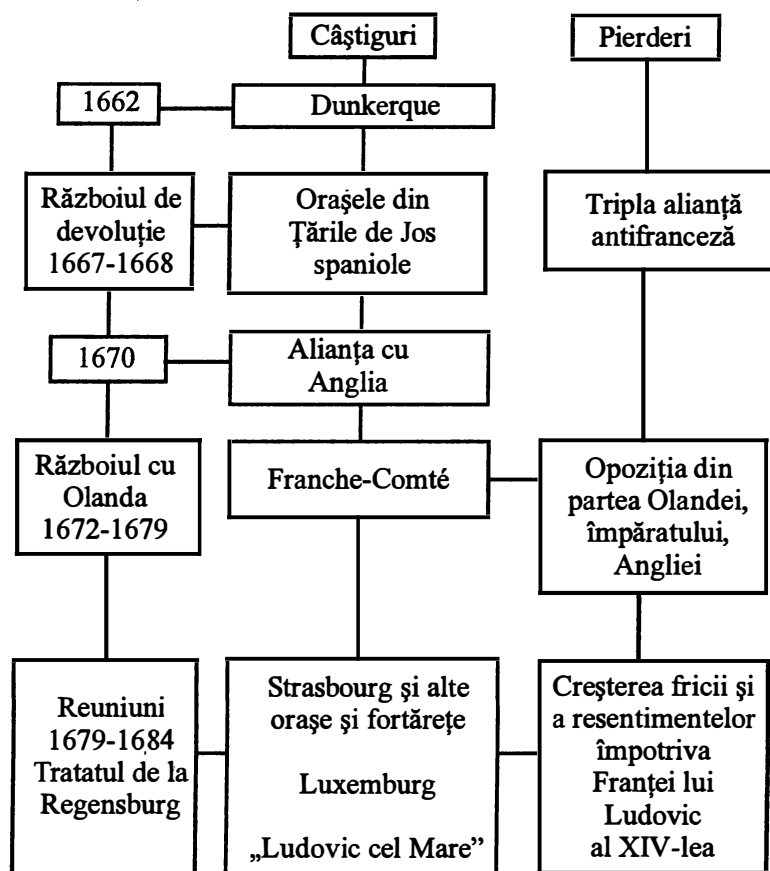 Câştiguri
Pierderi
1662
Dunkerque
Războiul de
devoluţie
1667-1668
Oraşele din
Ţările de Jos
spaniole
Tripla alianţă
antifranceză
1670
Alianţa cu
Anglia
Războiul cu
Olanda
1672-1679
Franche-Comté
Opoziţia din
partea Olandei,
împăratului,
Angliei
Reuniuni
1679-1684
Tratatul de la
Regensburg
Strasbourg şi alte
oraşe şi fortăreţe
Luxemburg
„Ludovic cel Mare”
Creşterea fricii şi
a resentimentelor
împotriva
Franţei lui
Ludovic
al XIV-lea